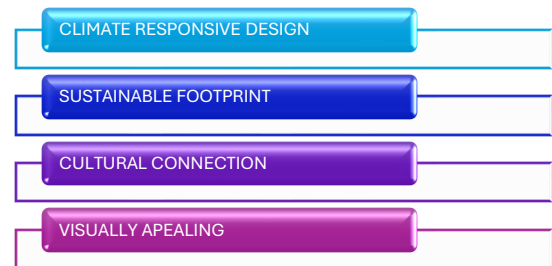 CLIMATE RESPONSIVE DESIGN
SUSTAINABLE FOOTPRINT
CULTURAL CONNECTION
VISUALLY APEALING